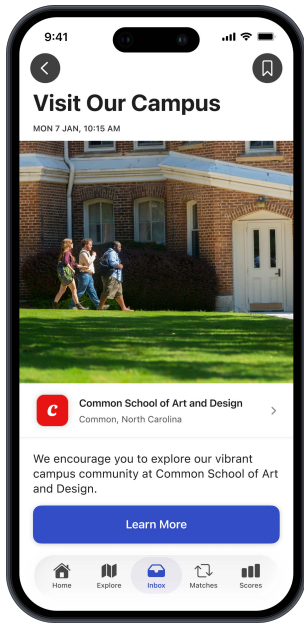 9:41
Visit Our Campus
MON 7 JAN, 10:15 AM
c
Common School of Art and Design
Common, North Carolina
We encourage you to explore our vibrant
campus community at Common School of Art
and Design.
Learn More
Home
Explore
Inbox
Matches
Scores